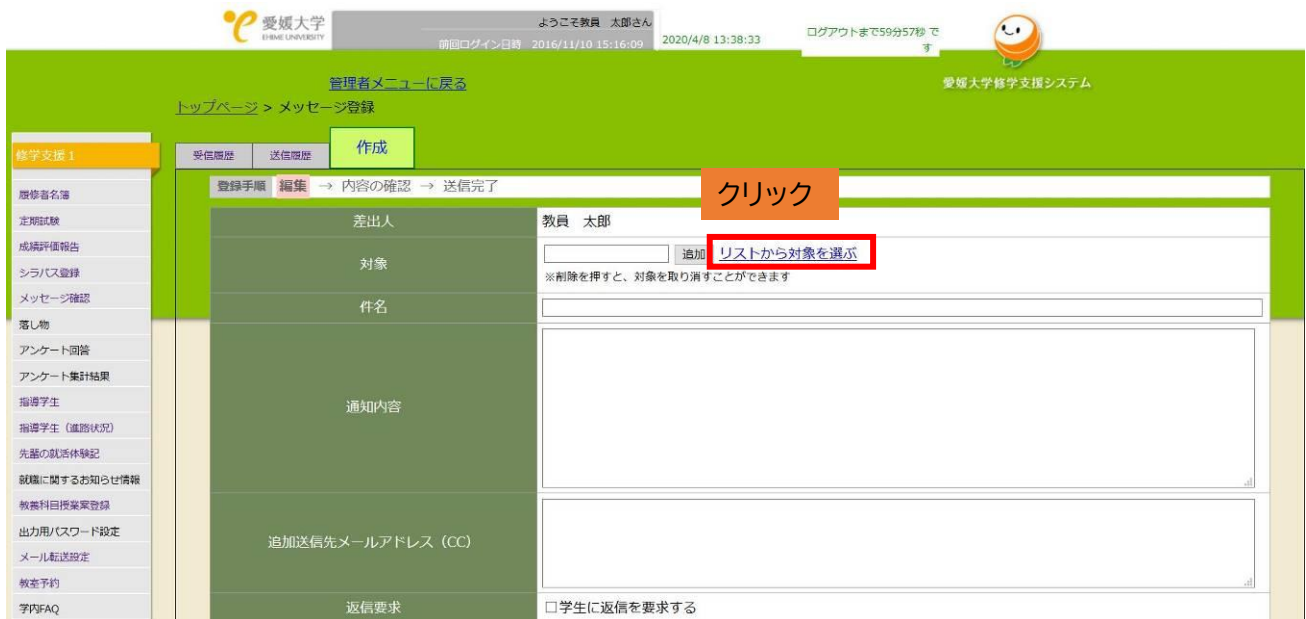 愛媛大学
EHIME UNIVERSITY
ようこそ教員 太郎さん
前回ログイン日時 2016/11/10 15:16:09
2020/4/8 13:38:33
ログアウトまで59分57秒 で
す
管理者メニューに戻る
愛媛大学修学支援システム
トップページ > メッセージ登録
修学支援1
受信履歴
送信履歴
作成
登録手順 編集 → 内容の確認 → 送信完了
クリック
履修者名簿
定期試験
成績評価報告
シラバス登録
メッセージ確認
落し物
アンケート回答
アンケート集計結果
指導学生
指導学生（進路状況）
先輩の就活体験記
就職に関するお知らせ情報
教養科目授業案登録
出力用パスワード設定
メール転送設定
教室予約
学内FAQ
差出人
教員 太郎
対象
追加 リストから対象を選ぶ
※削除を押すと、対象を取り消すことができます
件名
通知内容
追加送信先メールアドレス（CC）
返信要求
□学生に返信を要求する